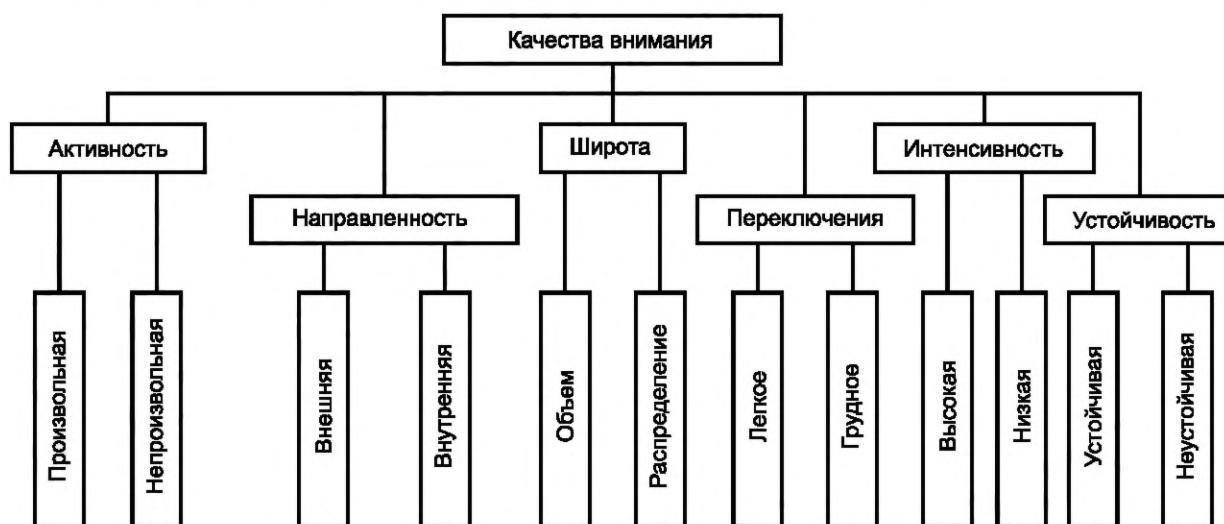 Качества внимания
Активность
Широта
Интенсивность
Направленность
Переключения
Устойчивость
Произвольная
Непроизвольная
Внешняя
Внутренняя
Объем
Распределение
Легкое
Грудное
Высокая
Низкая
Устойчивая
Неустойчивая